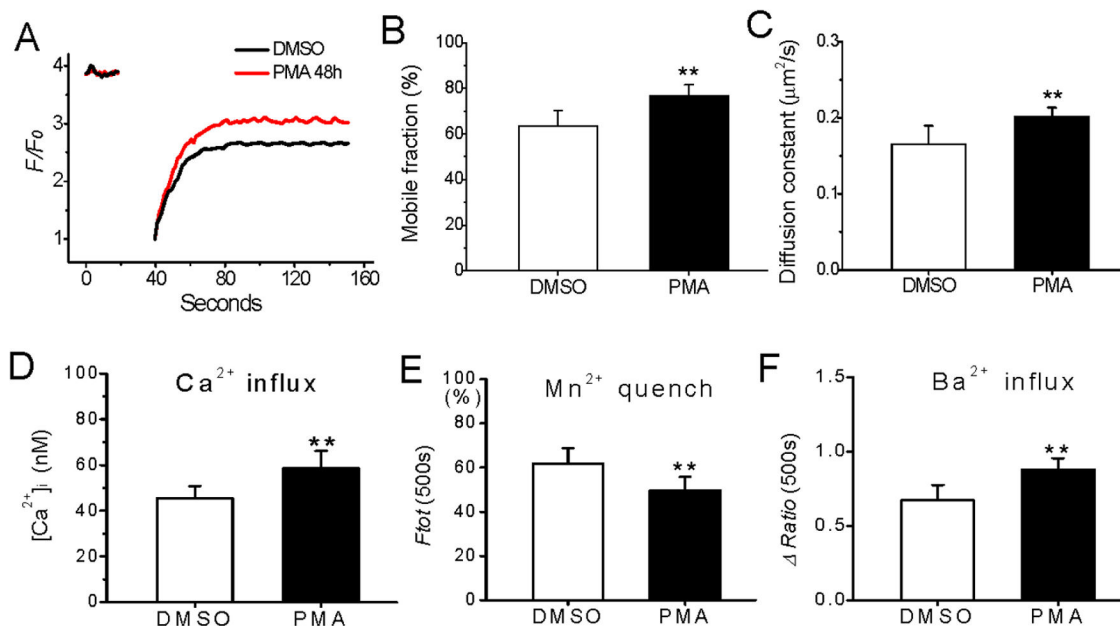 A
DMSO
PMA 48h
F/F₀
4
3
2
1
0 40 80 120 160
Seconds
B
Mobile fraction (%)
100
80
60
40
20
0
**
DMSO PMA
C
Diffusion constant (μm²/s)
0.3
0.2
0.1
0.0
**
DMSO PMA
D
Ca²⁺ influx
[Ca²⁺]i (nM)
100
80
60
40
20
0
**
DMSO PMA
E
Mn²⁺ quench
Ftot (500s)
100
(%)
80
60
40
20
0
**
DMSO PMA
F
Ba²⁺ influx
Δ Ratio (500s)
1.5
1.0
0.5
0.0
**
DMSO PMA